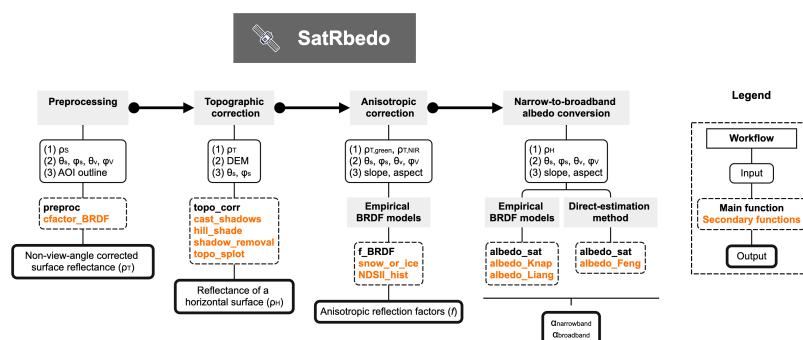 SatRbedo
Preprocessing
(1) ρS
(2) θs, φs, θv, φv
(3) AOI outline
preproc
cfactor_BRDF
Non-view-angle corrected
surface reflectance (ρT)
Topographic
correction
(1) ρT
(2) DEM
(3) θs, φs
topo_corr
cast_shadows
hill_shade
shadow_removal
topo_splot
Reflectance of a
horizontal surface (ρH)
Anisotropic
correction
(1) ρT,green, ρT,NIR
(2) θs, φs, θv, φv
(3) slope, aspect
Empirical
BRDF models
f_BRDF
snow_or_ice
NDSII_hist
Anisotropic reflection factors (f)
Narrow-to-broadband
albedo conversion
(1) ρH
(2) θs, φs, θv, φv
(3) slope, aspect
Empirical
BRDF models
albedo_sat
albedo_Knap
albedo_Liang
Direct-estimation
method
albedo_sat
albedo_Feng
αnarrowband
αbroadband
Legend
Workflow
Input
Main function
Secondary functions
Output